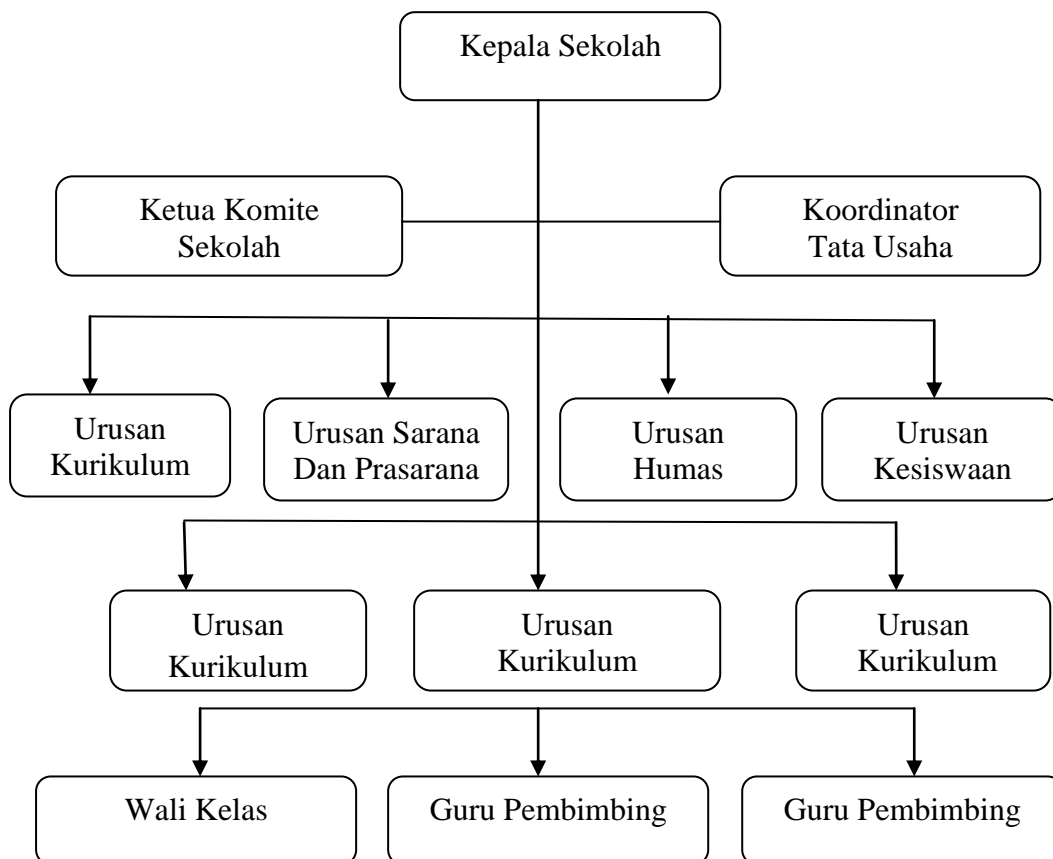 Kepala Sekolah
Ketua Komite
Sekolah
Koordinator
Tata Usaha
Urusan
Kurikulum
Urusan Sarana
Dan Prasarana
Urusan
Humas
Urusan
Kesiswaan
Urusan
Kurikulum
Urusan
Kurikulum
Urusan
Kurikulum
Wali Kelas
Guru Pembimbing
Guru Pembimbing